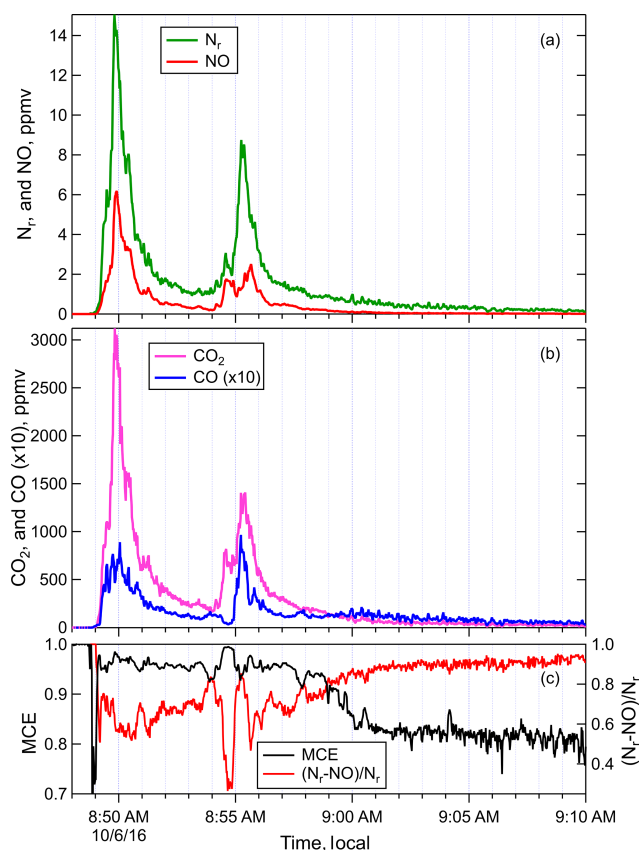 14
12
10
8
6
4
2
0
Nr, and NO, ppmv
Nr
NO
(a)
3000
2500
2000
1500
1000
500
0
CO2, and CO (x10), ppmv
CO2
CO (x10)
(b)
1.0
0.9
0.8
0.7
MCE
1.0
0.8
0.6
0.4
(Nr-NO)/Nr
(c)
MCE
(Nr-NO)/Nr
8:50 AM 8:55 AM 9:00 AM 9:05 AM 9:10 AM
10/6/16
Time, local